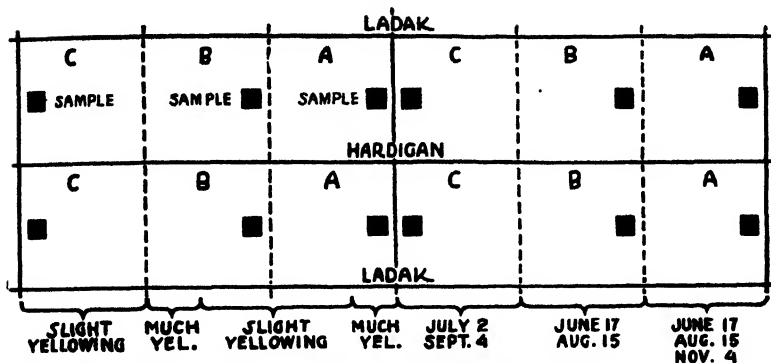 LADAK
C B A C B A
SAMPLE SAMPLE SAMPLE
HARDIGAN
C B A C B A
LADAK
SLIGHT YELLOWING MUCH YEL. SLIGHT YELLOWING MUCH YEL. JULY 2 SEPT. 4 JUNE 17 AUG. 15 JUNE 17 AUG. 15 NOV. 4